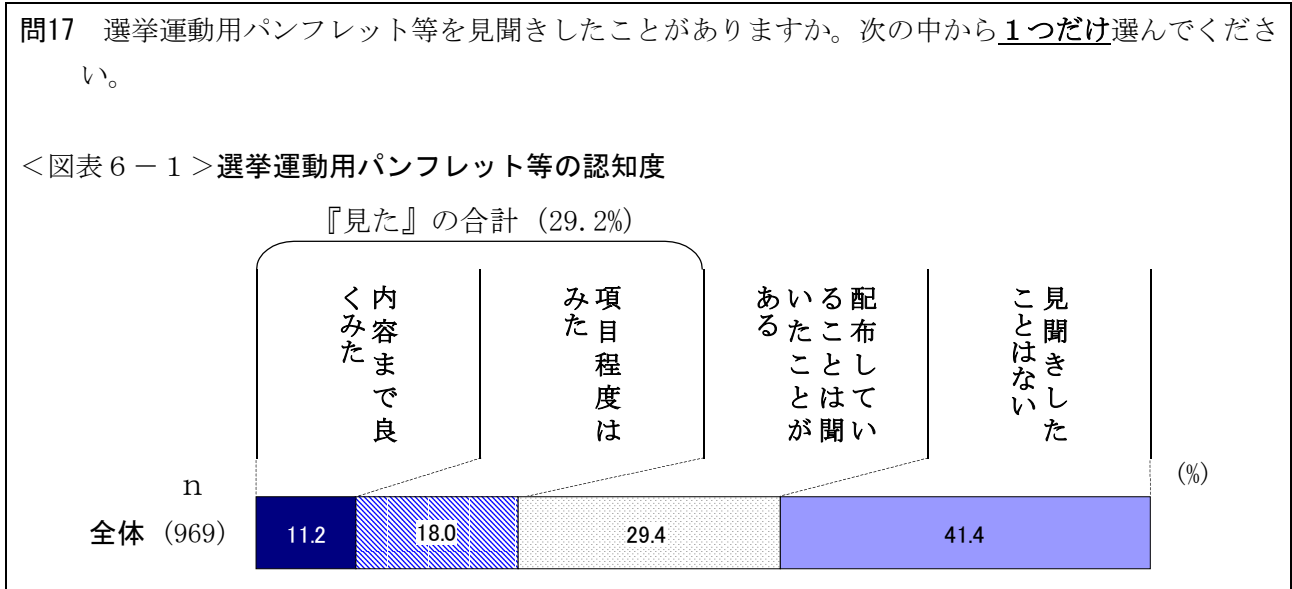 問17　選挙運動用パンフレット等を見聞きしたことがありますか。次の中から１つだけ選んでくださ
い。
＜図表６－１＞選挙運動用パンフレット等の認知度
『見た』の合計 (29.2%)
内容まで良
くみた
項目程度は
みた
配布してい
ることは聞
いたことが
ある
見聞きした
ことはない
(%)
n
全体 (969)
11.2
18.0
29.4
41.4